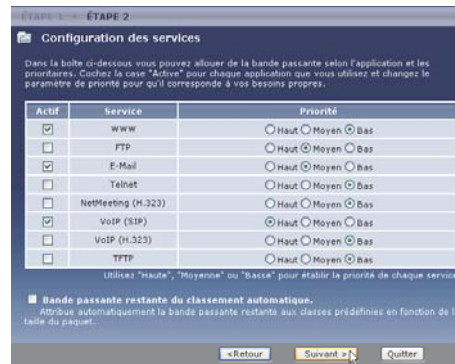 ÉTAPE 1 ÉTAPE 2
Configuration des services
Dans la boîte ci-dessous vous pouvez allouer de la bande passante selon l'application et les
prioritaires. Cochez la case "Active" pour chaque application que vous utilisez et changez le
paramètre de priorité pour qu'il corresponde à vos besoins propres.
Actif Service Priorité
WWW Haut Moyen Bas
FTP Haut Moyen Bas
E-Mail Haut Moyen Bas
Telnet Haut Moyen Bas
NetMeeting (H.323) Haut Moyen Bas
VoIP (SIP) Haut Moyen Bas
VoIP (H.323) Haut Moyen Bas
TFTP Haut Moyen Bas
Utilisez "Haute", "Moyenne" ou "Basse" pour établir la priorité de chaque service
Bande passante restante du classement automatique.
Attribue automatiquement la bande passante restante aux classes prédéfinies en fonction de l
taille du paquet.
<Retour Suivant > Quitter